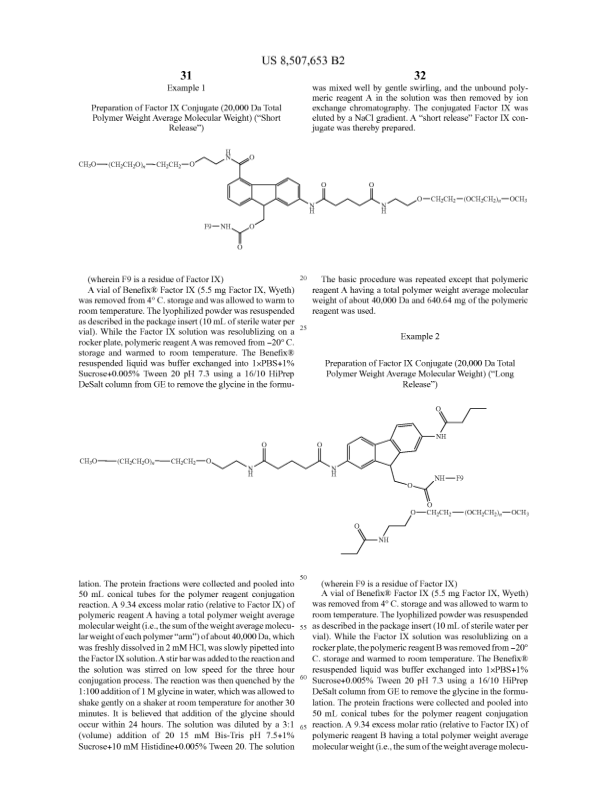 US 8,507,653 B2
31
Example 1
Preparation of Factor IX Conjugate (20,000 Da Total
Polymer Weight Average Molecular Weight) (“Short
Release”)
32
was mixed well by gentle swirling, and the unbound poly-
meric reagent A in the solution was then removed by ion
exchange chromatography. The conjugated Factor IX was
eluted by a NaCl gradient. A “short release” Factor IX con-
jugate was thereby prepared.
CH3O—(CH2CH2O)n—CH2CH2—O
H
N
O
O
O
N
H
N
H
O—CH2CH2—(OCH2CH2)n—OCH3
F9—NH
O
O
(wherein F9 is a residue of Factor IX)
A vial of Benefix® Factor IX (5.5 mg Factor IX, Wyeth)
was removed from 4° C. storage and was allowed to warm to
room temperature. The lyophilized powder was resuspended
as described in the package insert (10 mL of sterile water per
vial). While the Factor IX solution was resolublizing on a
rocker plate, polymeric reagent A was removed from −20° C.
storage and warmed to room temperature. The Benefix®
resuspended liquid was buffer exchanged into 1×PBS+1%
Sucrose+0.005% Tween 20 pH 7.3 using a 16/10 HiPrep
DeSalt column from GE to remove the glycine in the formu-
20
25
The basic procedure was repeated except that polymeric
reagent A having a total polymer weight average molecular
weight of about 40,000 Da and 640.64 mg of the polymeric
reagent was used.
Example 2
Preparation of Factor IX Conjugate (20,000 Da Total
Polymer Weight Average Molecular Weight) (“Long
Release”)
O
NH
CH3O—(CH2CH2O)n—CH2CH2—O
N
H
O
O
N
H
O
NH—F9
O
O—CH2CH2—(OCH2CH2)n—OCH3
O
NH
50
lation. The protein fractions were collected and pooled into
50 mL conical tubes for the polymer reagent conjugation
reaction. A 9.34 excess molar ratio (relative to Factor IX) of
polymeric reagent A having a total polymer weight average
molecular weight (i.e., the sum of the weight average molecu-
lar weight of each polymer “arm”) of about 40,000 Da, which
was freshly dissolved in 2 mM HCl, was slowly pipetted into
the Factor IX solution. A stir bar was added to the reaction and
the solution was stirred on low speed for the three hour
conjugation process. The reaction was then quenched by the
1:100 addition of 1 M glycine in water, which was allowed to
shake gently on a shaker at room temperature for another 30
minutes. It is believed that addition of the glycine should
occur within 24 hours. The solution was diluted by a 3:1
(volume) addition of 20 15 mM Bis-Tris pH 7.5+1%
Sucrose+10 mM Histidine+0.005% Tween 20. The solution
55
60
65
(wherein F9 is a residue of Factor IX)
A vial of Benefix® Factor IX (5.5 mg Factor IX, Wyeth)
was removed from 4° C. storage and was allowed to warm to
room temperature. The lyophilized powder was resuspended
as described in the package insert (10 mL of sterile water per
vial). While the Factor IX solution was resolublizing on a
rocker plate, the polymeric reagent B was removed from −20°
C. storage and warmed to room temperature. The Benefix®
resuspended liquid was buffer exchanged into 1×PBS+1%
Sucrose+0.005% Tween 20 pH 7.3 using a 16/10 HiPrep
DeSalt column from GE to remove the glycine in the formu-
lation. The protein fractions were collected and pooled into
50 mL conical tubes for the polymer reagent conjugation
reaction. A 9.34 excess molar ratio (relative to Factor IX) of
polymeric reagent B having a total polymer weight average
molecular weight (i.e., the sum of the weight average molecu-